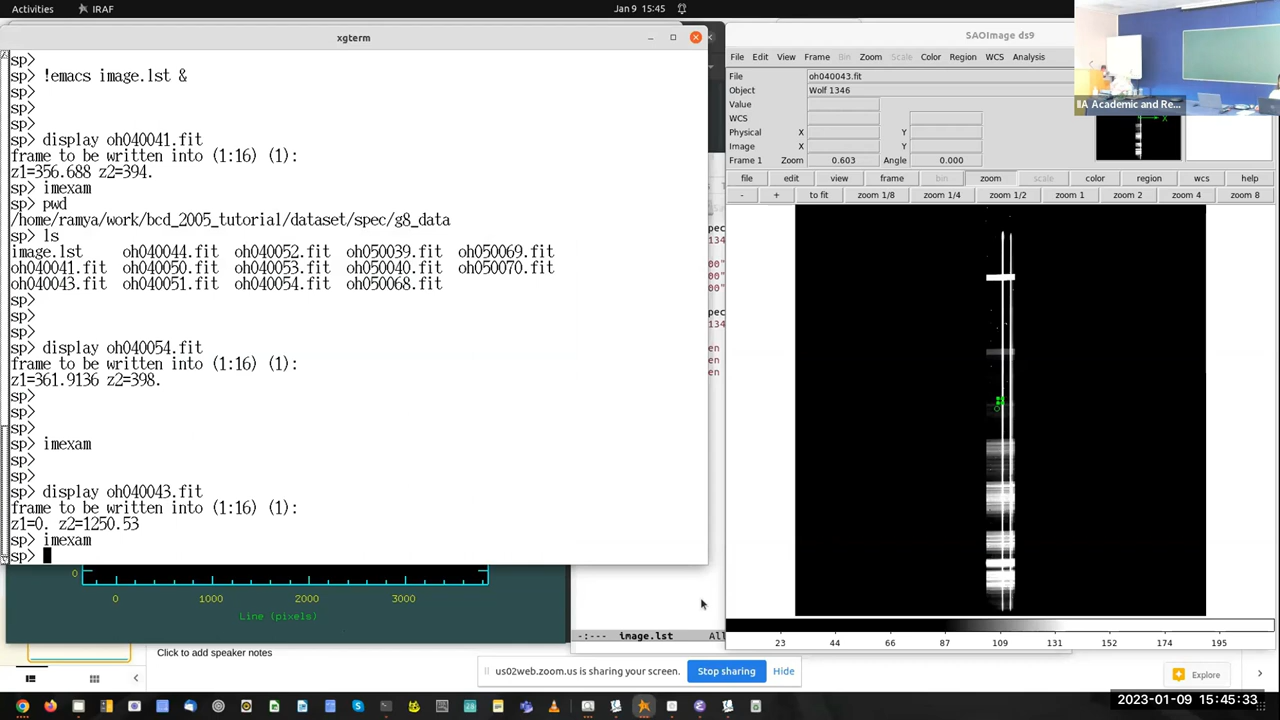 Activities
IRAF
Jan 9 15:45
xgterm
sp>
sp> !emacs image.lst &
sp>
sp>
sp>
sp> display oh040041.fit
frame to be written into (1:16) (1):
z1=356.688 z2=394.
sp> imexam
sp> pwd
/home/ramya/work/bcd_2005_tutorial/dataset/spec/g8_data
sp> ls
image.lst oh040044.fit oh040052.fit oh050039.fit oh050069.fit
oh040041.fit oh040050.fit oh040053.fit oh050040.fit oh050070.fit
oh040043.fit oh040051.fit oh040054.fit oh050068.fit
sp>
sp>
sp>
sp> display oh040054.fit
frame to be written into (1:16) (1):
z1=361.9136 z2=398.
sp>
sp>
sp>
sp> imexam
sp>
sp>
sp> display oh040043.fit
frame to be written into (1:16) (1):
z1=0. z2=1250.53
sp> imexam
sp>
0
0 1000 2000 3000
Line (pixels)
Click to add speaker notes
-:--- image.lst All
us02web.zoom.us is sharing your screen. Stop sharing Hide
SAOImage ds9
File Edit View Zoom Frame Bin Zoom Scale Color Region WCS Analysis
File oh040043.fit
Object Wolf 1346
Value
WCS
Physical X Y
Image X Y
Frame 1 Zoom 0.603 Angle 0.000
file edit view frame bin zoom scale color region wcs help
- + to fit zoom 1/8 zoom 1/4 zoom 1/2 zoom 1 zoom 2 zoom 4 zoom 8
X
23 44 66 87 109 131 152 174 195
IIA Academic and Re...
Explore
2023-01-09 15:45:33